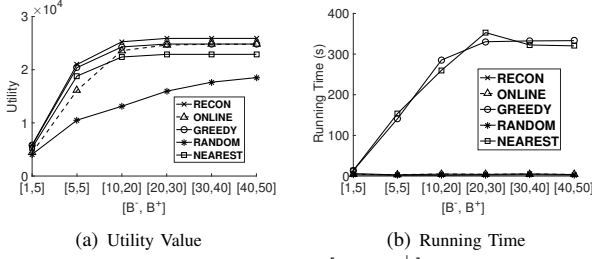 3 ×10⁴
2
1
0
Utility
[1,5] [5,5] [10,20] [20,30] [30,40] [40,50]
[B⁻, B⁺]
RECON
ONLINE
GREEDY
RANDOM
NEAREST
(a) Utility Value
400
300
200
100
0
Running Time (s)
[1,5] [5,5] [10,20] [20,30] [30,40] [40,50]
[B⁻, B⁺]
RECON
ONLINE
GREEDY
RANDOM
NEAREST
(b) Running Time